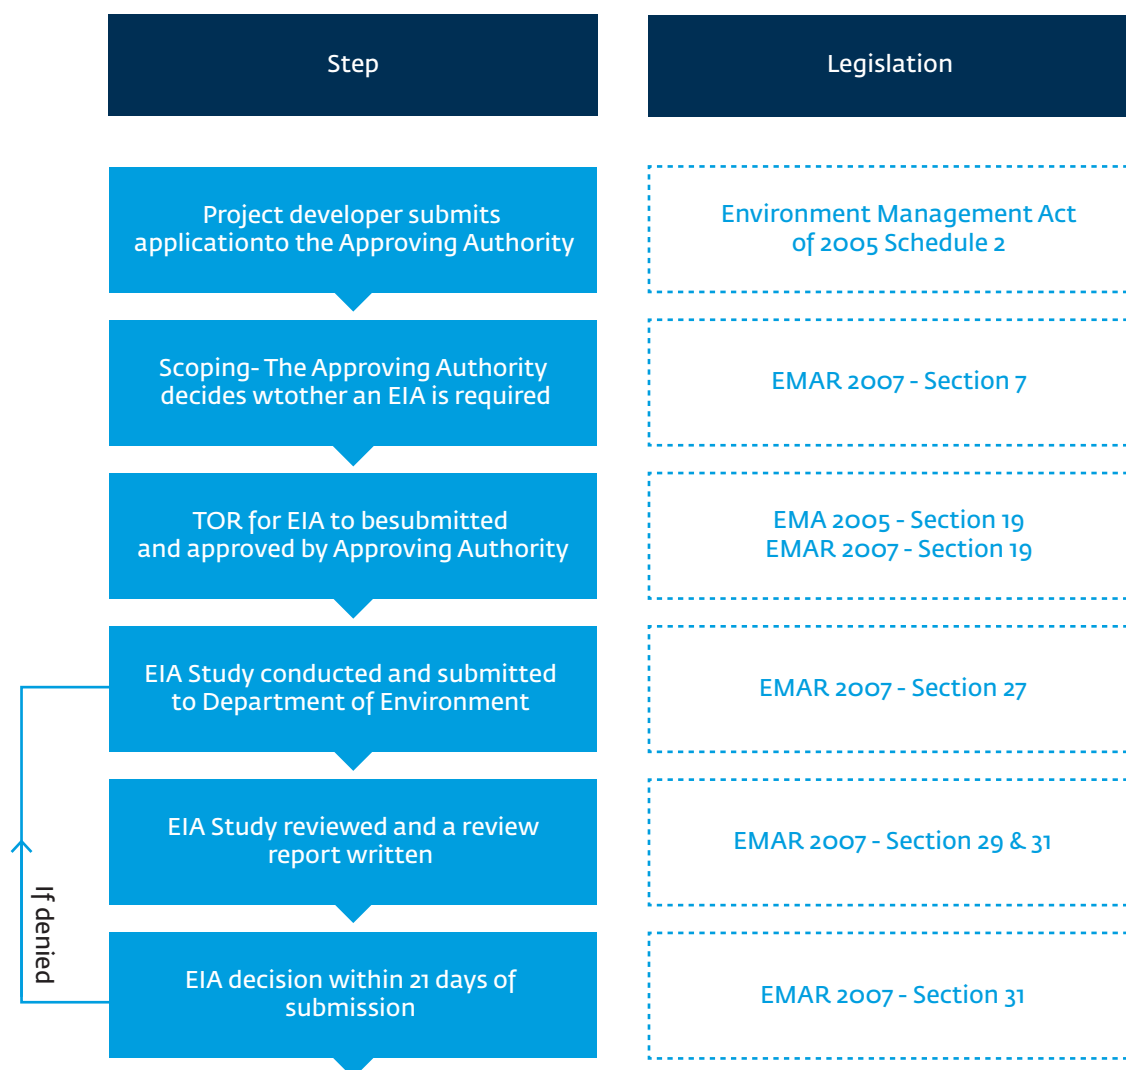 Step
Legislation
Project developer submits
applicationto the Approving Authority
Environment Management Act
of 2005 Schedule 2
Scoping- The Approving Authority
decides wtother an EIA is required
EMAR 2007 - Section 7
TOR for EIA to besubmitted
and approved by Approving Authority
EMA 2005 - Section 19
EMAR 2007 - Section 19
EIA Study conducted and submitted
to Department of Environment
EMAR 2007 - Section 27
EIA Study reviewed and a review
report written
EMAR 2007 - Section 29 & 31
If denied
EIA decision within 21 days of
submission
EMAR 2007 - Section 31